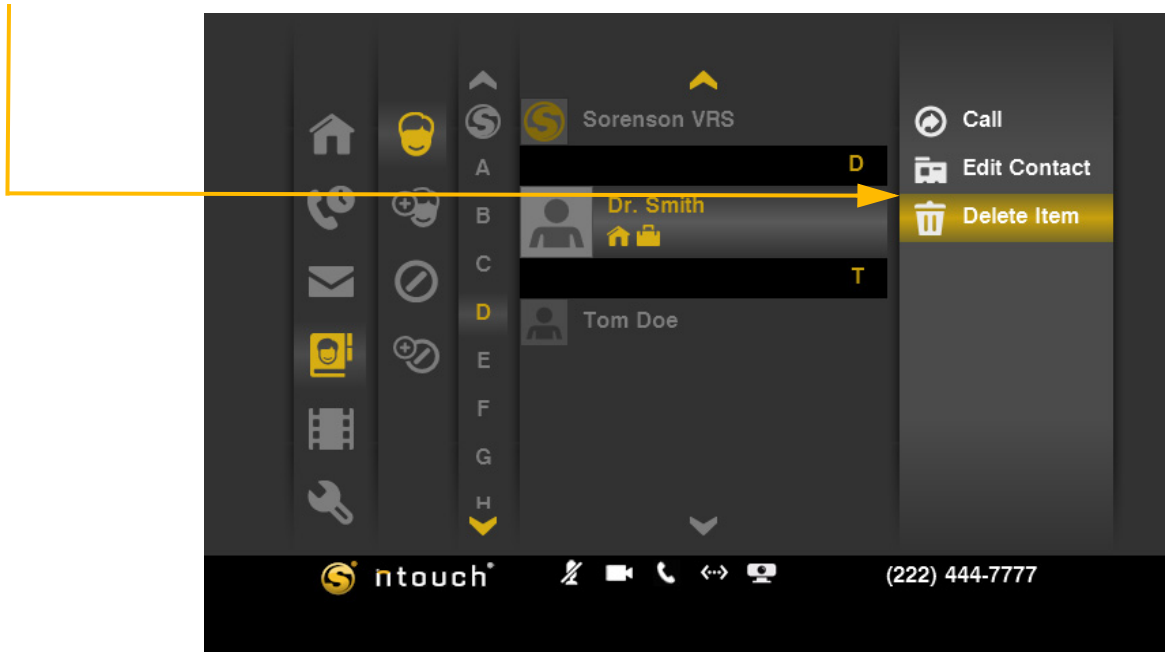 Sorenson VRS
D
Dr. Smith
T
Tom Doe
A
B
C
D
E
F
G
H
Call
Edit Contact
Delete Item
ntouch®
(222) 444-7777